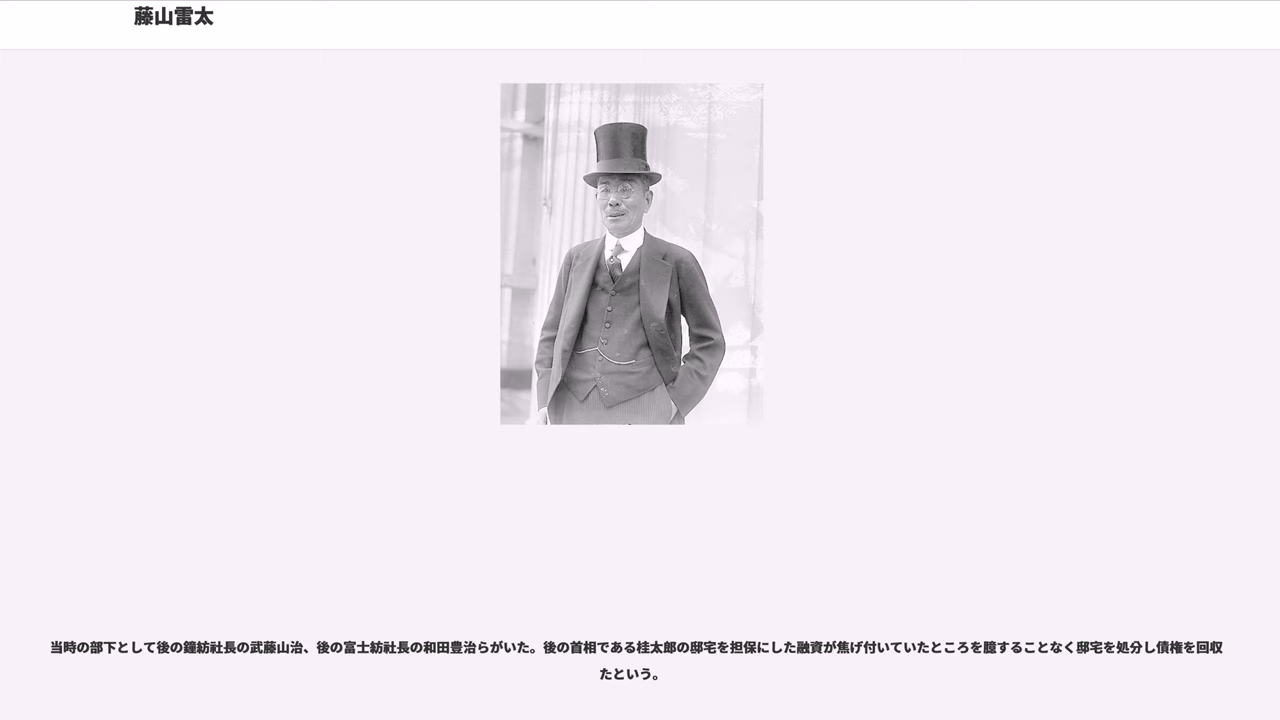 藤山雷太
当時の部下として後の鐘紡社長の武藤山治、後の富士紡社長の和田豊治らがいた。後の首相である桂太郎の邸宅を担保にした融資が焦げ付いていたところを臆することなく邸宅を処分し債権を回収
たという。